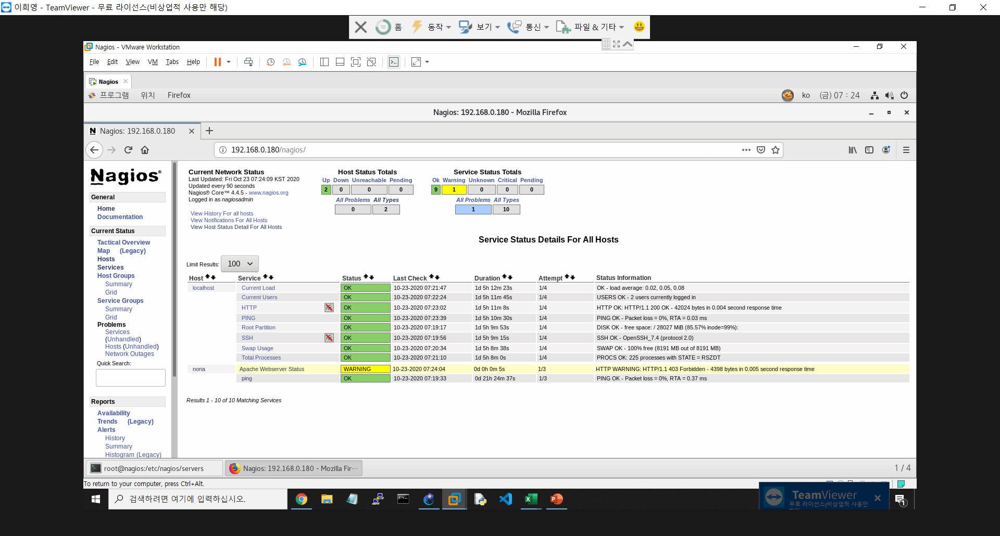 이희영 - TeamViewer - 무료 라이선스(비상업적 사용만 해당)
홈 동작 보기 통신 파일 & 기타
Nagios - VMware Workstation
File Edit View VM Tabs Help
Nagios
프로그램 위치 Firefox ko (금) 07 : 24
Nagios: 192.168.0.180 - Mozilla Firefox
Nagios: 192.168.0.180
192.168.0.180/nagios/
Nagios®
General
Home
Documentation
Current Status
Tactical Overview
Map (Legacy)
Hosts
Services
Host Groups
Summary
Grid
Service Groups
Summary
Grid
Problems
Services
(Unhandled)
Hosts (Unhandled)
Network Outages
Quick Search:
Reports
Availability
Trends (Legacy)
Alerts
History
Summary
Histogram (Legacy)
Current Network Status
Last Updated: Fri Oct 23 07:24:09 KST 2020
Updated every 90 seconds
Nagios® Core™ 4.4.5 - www.nagios.org
Logged in as nagiosadmin
View History For all hosts
View Notifications For All Hosts
View Host Status Detail For All Hosts
Host Status Totals
Up Down Unreachable Pending
2 0 0 0
All Problems All Types
0 2
Service Status Totals
Ok Warning Unknown Critical Pending
9 1 0 0 0
All Problems All Types
1 10
Service Status Details For All Hosts
Limit Results: 100
Host Service Status Last Check Duration Attempt Status Information
localhost Current Load OK 10-23-2020 07:21:47 1d 5h 12m 23s 1/4 OK - load average: 0.02, 0.05, 0.08
Current Users OK 10-23-2020 07:22:24 1d 5h 11m 45s 1/4 USERS OK - 2 users currently logged in
HTTP OK 10-23-2020 07:23:02 1d 5h 11m 8s 1/4 HTTP OK: HTTP/1.1 200 OK - 42024 bytes in 0.004 second response time
PING OK 10-23-2020 07:23:39 1d 5h 10m 30s 1/4 PING OK - Packet loss = 0%, RTA = 0.03 ms
Root Partition OK 10-23-2020 07:19:17 1d 5h 9m 53s 1/4 DISK OK - free space: / 28027 MiB (85.57% inode=99%):
SSH OK 10-23-2020 07:19:56 1d 5h 9m 15s 1/4 SSH OK - OpenSSH_7.4 (protocol 2.0)
Swap Usage OK 10-23-2020 07:20:34 1d 5h 8m 38s 1/4 SWAP OK - 100% free (8191 MB out of 8191 MB)
Total Processes OK 10-23-2020 07:21:10 1d 5h 8m 0s 1/4 PROCS OK: 225 processes with STATE = RSZDT
nona Apache Webserver Status WARNING 10-23-2020 07:24:04 0d 0h 0m 5s 1/3 HTTP WARNING: HTTP/1.1 403 Forbidden - 4398 bytes in 0.005 second response time
ping OK 10-23-2020 07:19:33 0d 21h 24m 37s 1/3 PING OK - Packet loss = 0%, RTA = 0.37 ms
Results 1 - 10 of 10 Matching Services
root@nagios:/etc/nagios/servers
Nagios: 192.168.0.180 - Mozilla Fir···
1 / 4
To return to your computer, press Ctrl+Alt.
검색하려면 여기에 입력하십시오.
TeamViewer
무료 라이선스(비상업적 사용만
1